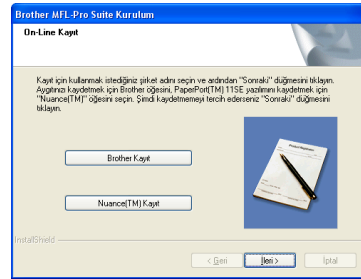 Brother MFL-Pro Suite Kurulum
On-Line Kayıt
Kayıt için kullanmak istediğiniz şirket adını seçin ve ardından "Sonraki" düğmesini tıklayın.
Aygıtınızı kaydetmek için Brother öğesini, PaperPort(TM) 11SE yazılımını kaydetmek için
"Nuance(TM)" öğesini seçin. Şimdi kaydetmemeyi tercih ederseniz "Sonraki" düğmesini
tıklayın.
Brother Kayıt
Nuance(TM) Kayıt
InstallShield
< Geri
İleri >
İptal